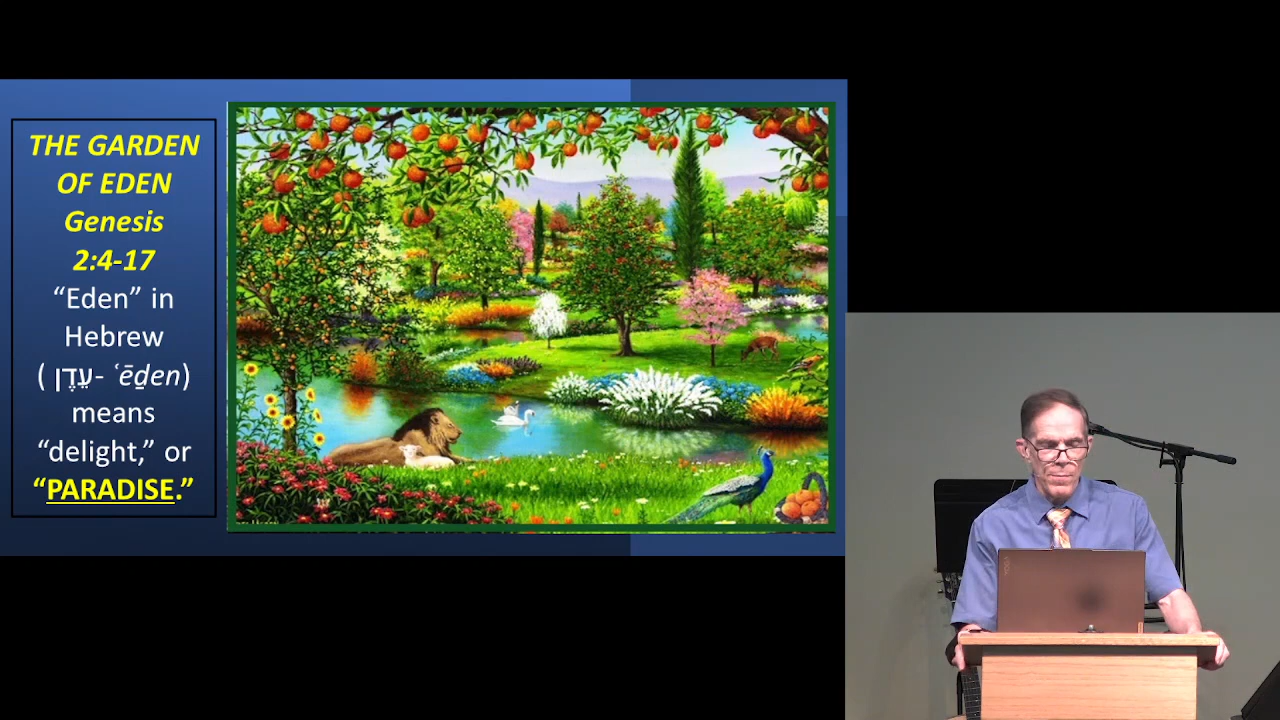 THE GARDEN
OF EDEN
Genesis
2:4-17
“Eden” in
Hebrew
( עֵדֶן- ʿēḏen)
means
“delight,” or
“PARADISE.”